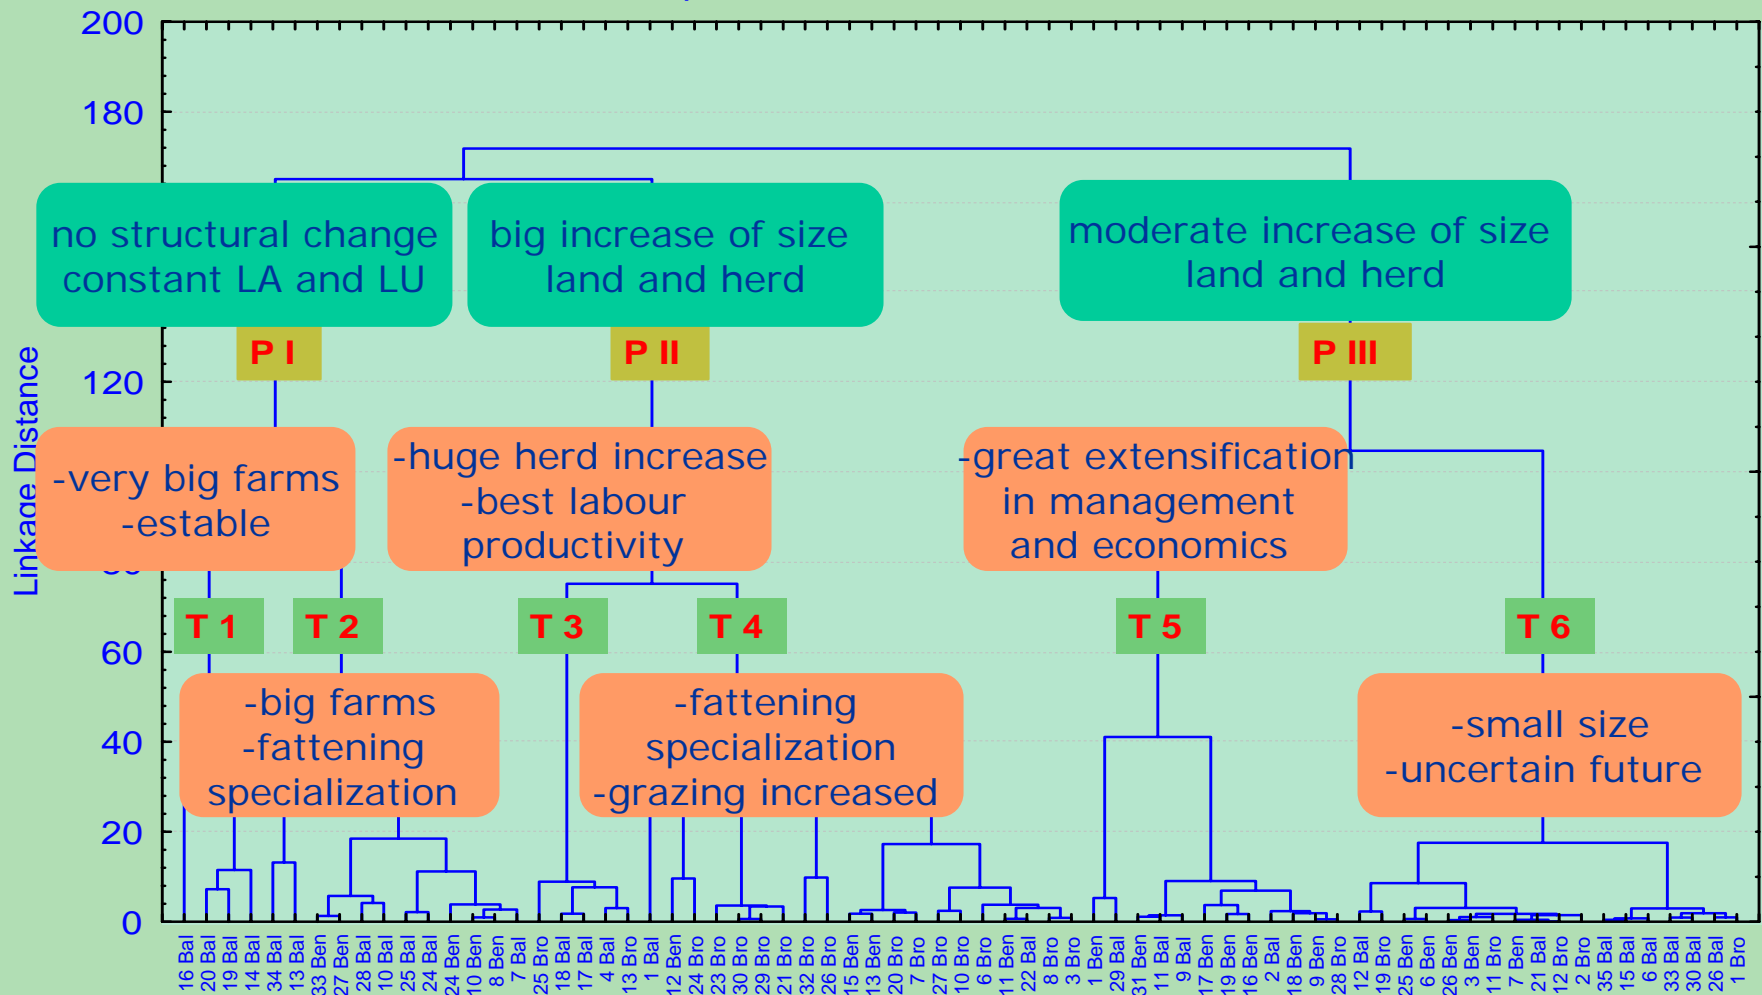 200
180
no structural change
constant LA and LU
big increase of size
land and herd
moderate increase of size
land and herd
P I
P II
P III
120
Linkage Distance
-very big farms
-estable
-huge herd increase
-best labour
productivity
-great extensification
in management
and economics
T 1
T 2
T 3
T 4
T 5
T 6
60
-big farms
-fattening
specialization
-fattening
specialization
-grazing increased
-small size
-uncertain future
40
20
0
16 Bal
20 Bal
19 Bal
14 Bal
34 Bal
13 Bal
33 Ben
27 Ben
28 Bal
10 Bal
25 Bal
24 Bal
24 Ben
10 Ben
8 Ben
7 Bal
25 Bro
18 Bal
17 Bal
4 Bal
13 Bro
1 Bal
12 Ben
24 Bro
23 Bro
30 Bro
29 Bro
21 Bro
32 Bro
26 Bro
15 Ben
13 Ben
20 Bro
7 Bro
27 Bro
10 Bro
6 Bro
11 Ben
22 Bal
8 Bro
3 Bro
1 Ben
29 Bal
31 Ben
11 Bal
9 Bal
17 Ben
19 Ben
16 Ben
2 Bal
18 Ben
9 Ben
28 Bro
12 Bal
19 Bro
25 Ben
6 Ben
26 Ben
3 Ben
11 Bro
7 Ben
21 Bal
12 Bro
2 Bro
35 Bal
15 Bal
6 Bal
33 Bal
30 Bal
26 Bal
1 Bro